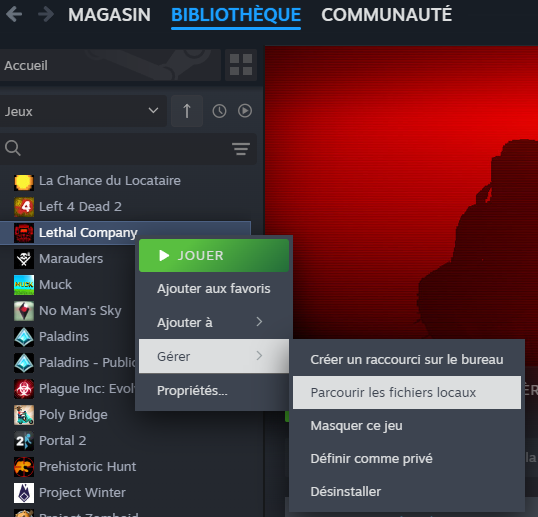 MAGASIN BIBLIOTHÈQUE COMMUNAUTÉ
Accueil
Jeux
La Chance du Locataire
Left 4 Dead 2
Lethal Company
Marauders
Muck
No Man's Sky
Paladins
Paladins - Public
Plague Inc: Evol
Poly Bridge
Portal 2
Prehistoric Hunt
Project Winter
Project Zomboid
JOUER
Ajouter aux favoris
Ajouter à
Gérer
Propriétés...
Créer un raccourci sur le bureau
Parcourir les fichiers locaux
Masquer ce jeu
Définir comme privé
Désinstaller